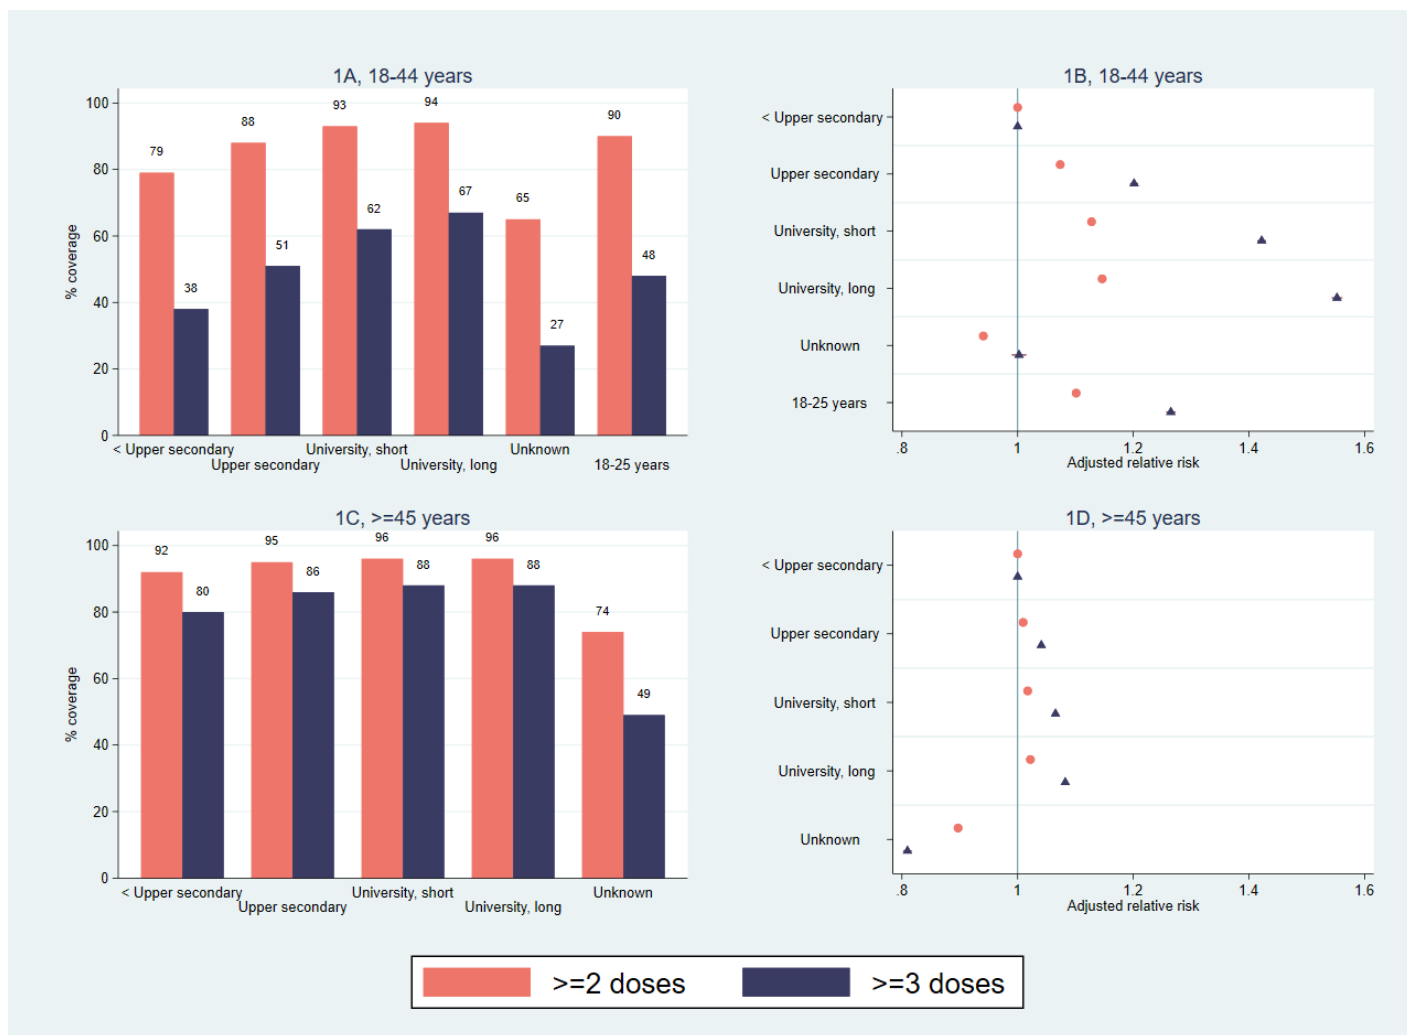 1A, 18-44 years
% coverage
100
80
60
40
20
0
79
38
88
51
93
62
94
67
65
27
90
48
< Upper secondary
Upper secondary
University, short
University, long
Unknown
18-25 years
1B, 18-44 years
< Upper secondary
Upper secondary
University, short
University, long
Unknown
18-25 years
.8 1 1.2 1.4 1.6
Adjusted relative risk
1C, >=45 years
% coverage
100
80
60
40
20
0
92
80
95
86
96
88
96
88
74
49
< Upper secondary
Upper secondary
University, short
University, long
Unknown
1D, >=45 years
< Upper secondary
Upper secondary
University, short
University, long
Unknown
.8 1 1.2 1.4 1.6
Adjusted relative risk
>=2 doses >=3 doses